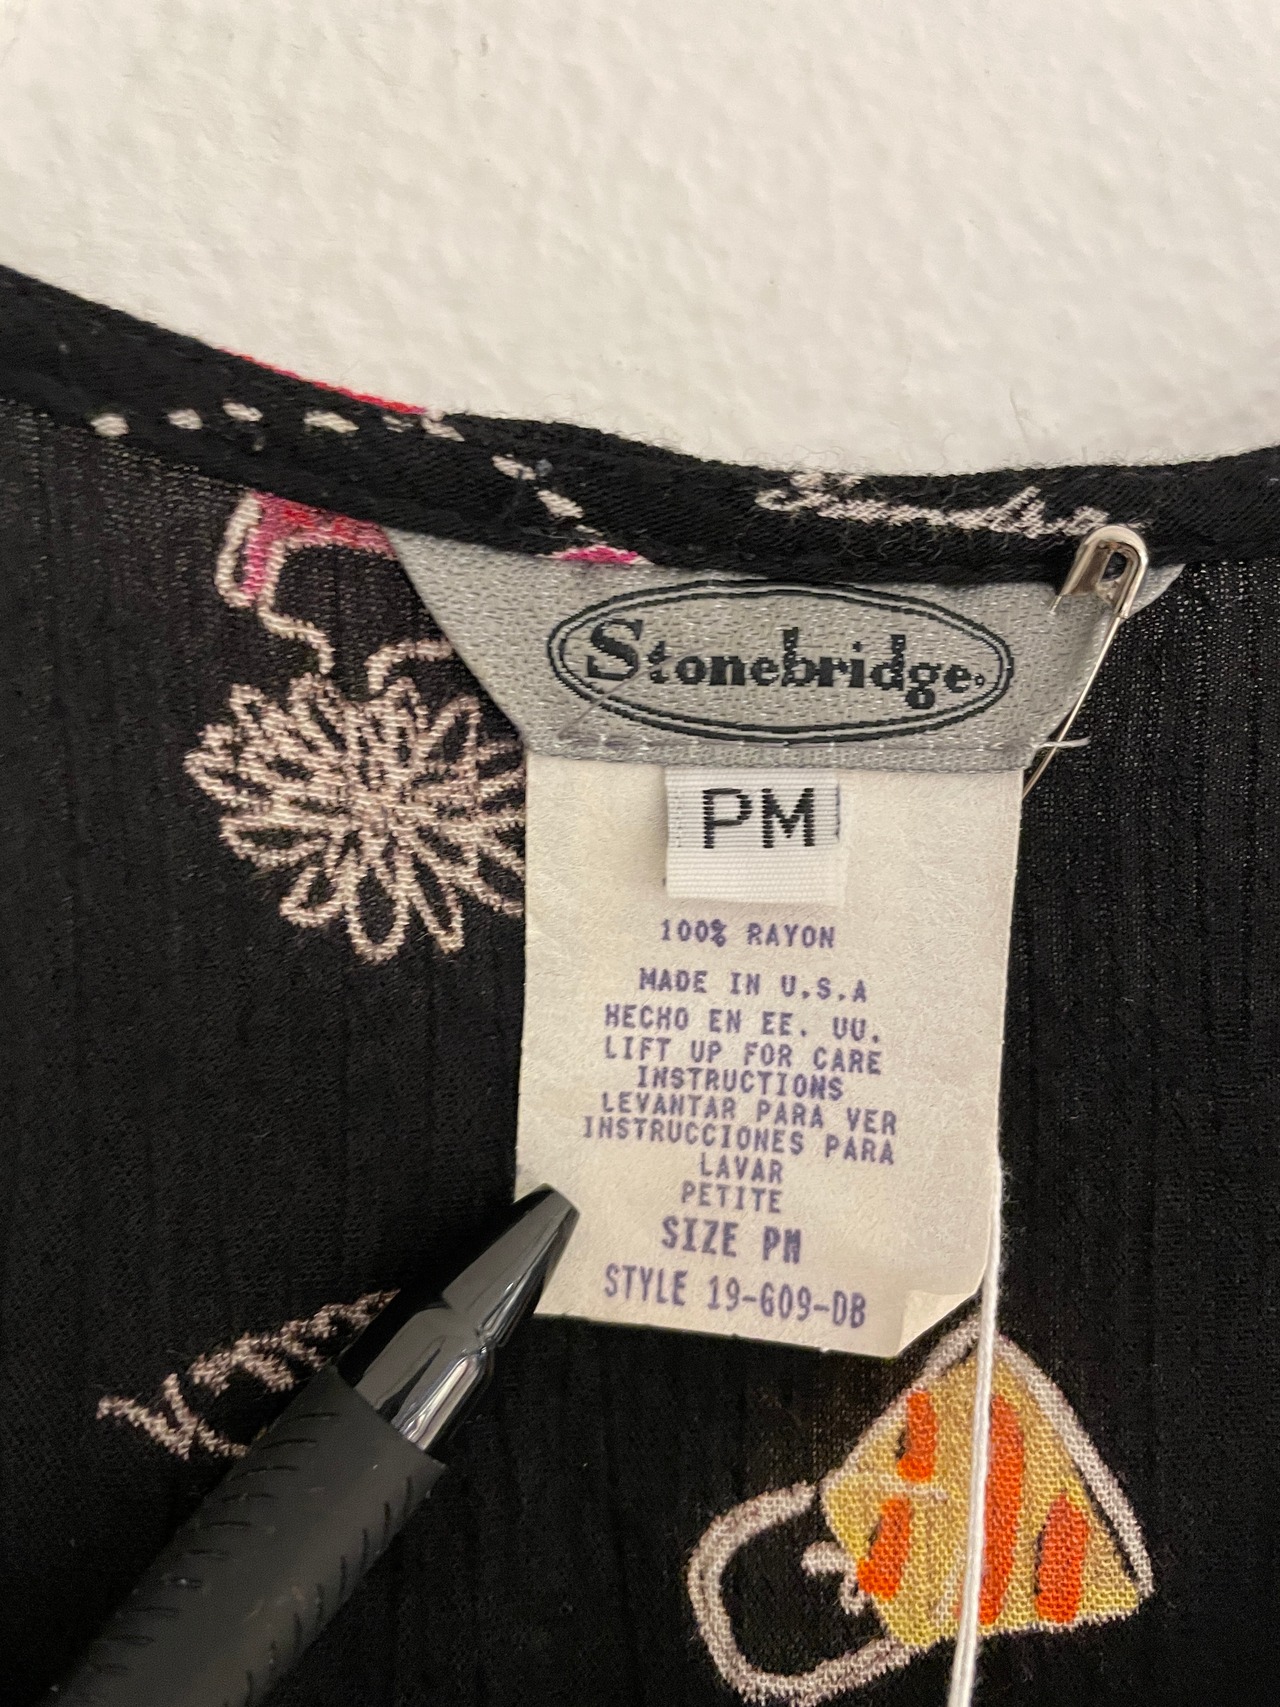 Stonebridge
PM
100% RAYON
MADE IN U.S.A
HECHO EN EE. UU.
LIFT UP FOR CARE
INSTRUCTIONS
LEVANTAR PARA VER
INSTRUCCIONES PARA
LAVAR
PETITE
SIZE PM
STYLE 19-609-DB